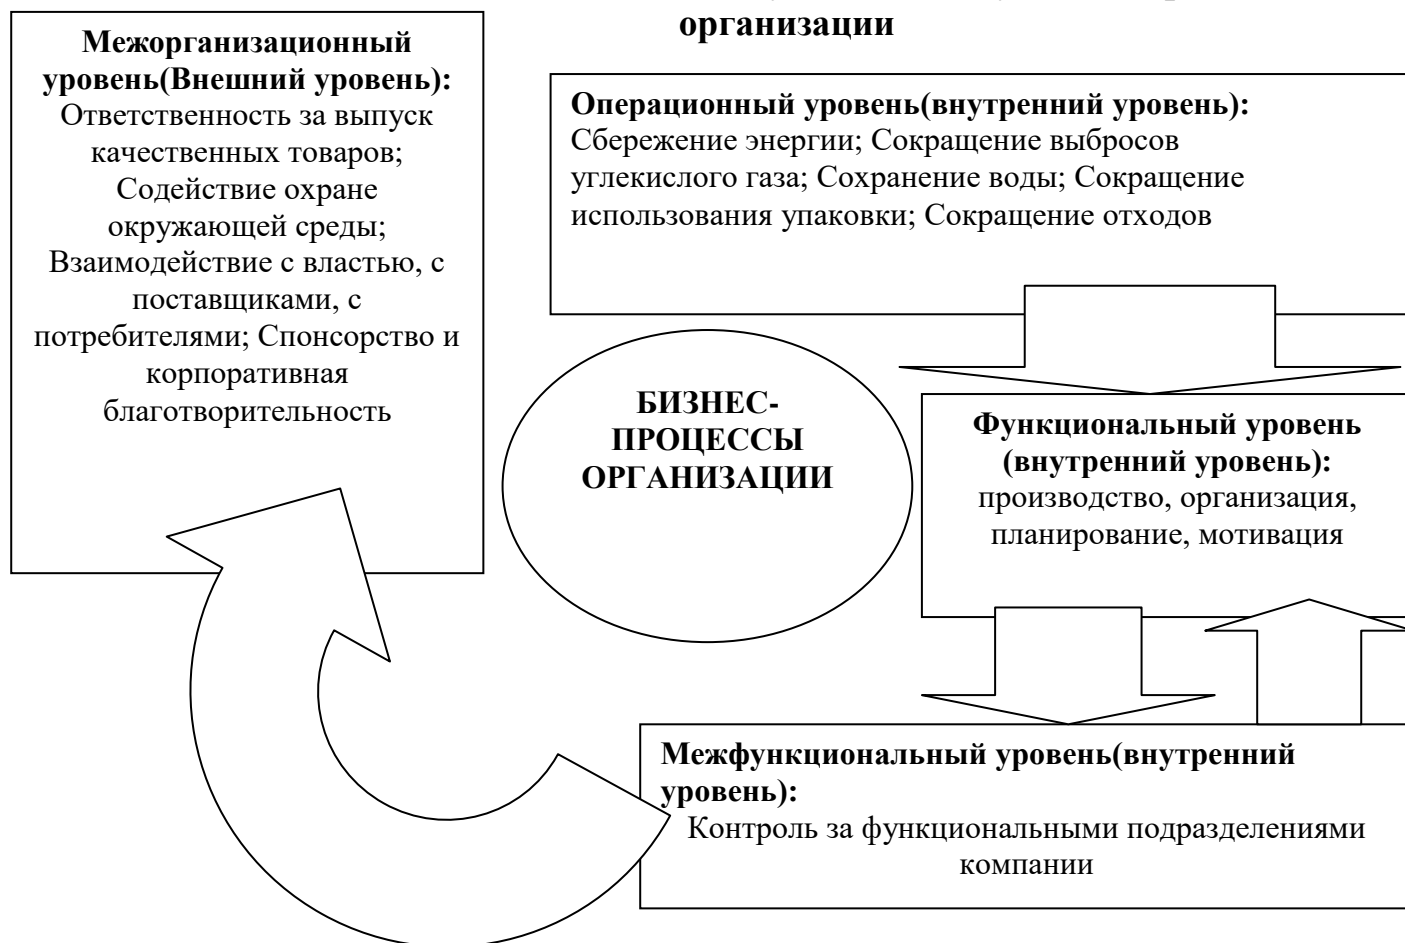 организации
Межорганизационный
уровень(Внешний уровень):
Ответственность за выпуск
качественных товаров;
Содействие охране
окружающей среды;
Взаимодействие с властью, с
поставщиками, с
потребителями; Спонсорство и
корпоративная
благотворительность
Операционный уровень(внутренний уровень):
Сбережение энергии; Сокращение выбросов
углекислого газа; Сохранение воды; Сокращение
использования упаковки; Сокращение отходов
БИЗНЕС-
ПРОЦЕССЫ
ОРГАНИЗАЦИИ
Функциональный уровень
(внутренний уровень):
производство, организация,
планирование, мотивация
Межфункциональный уровень(внутренний
уровень):
Контроль за функциональными подразделениями
компании